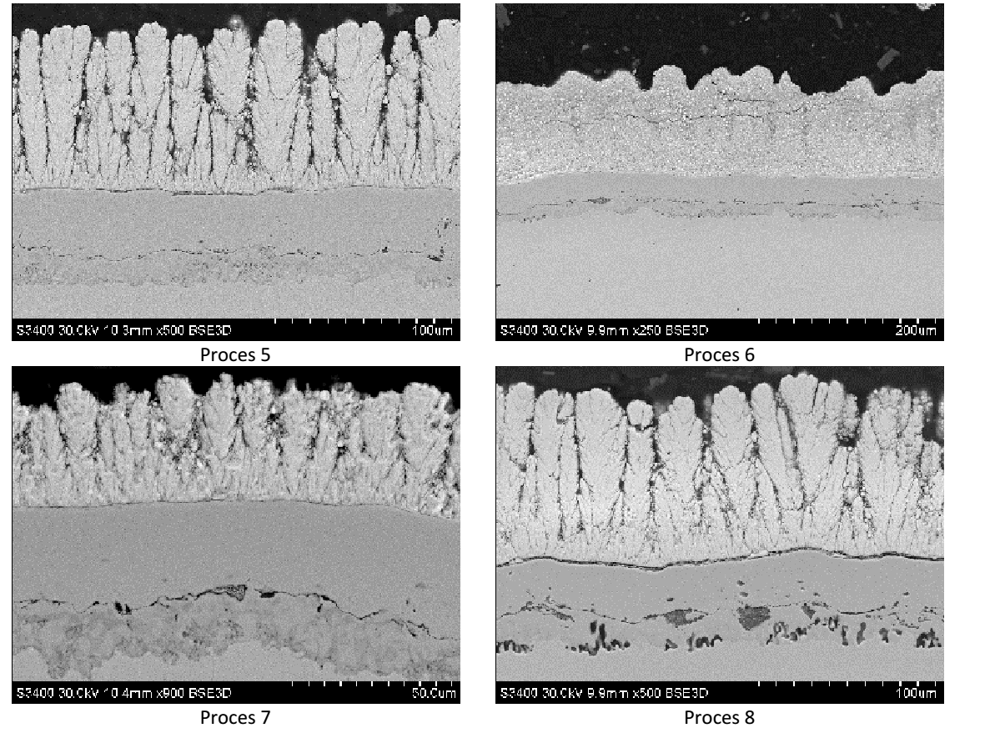 S3400 30.0kV 10.3mm x500 BSE3D 100um
S3400 30.0kV 9.9mm x250 BSE3D 200um
Proces 5
Proces 6
S3400 30.0kV 10.4mm x900 BSE3D 50.0um
S3400 30.0kV 9.9mm x500 BSE3D 100um
Proces 7
Proces 8